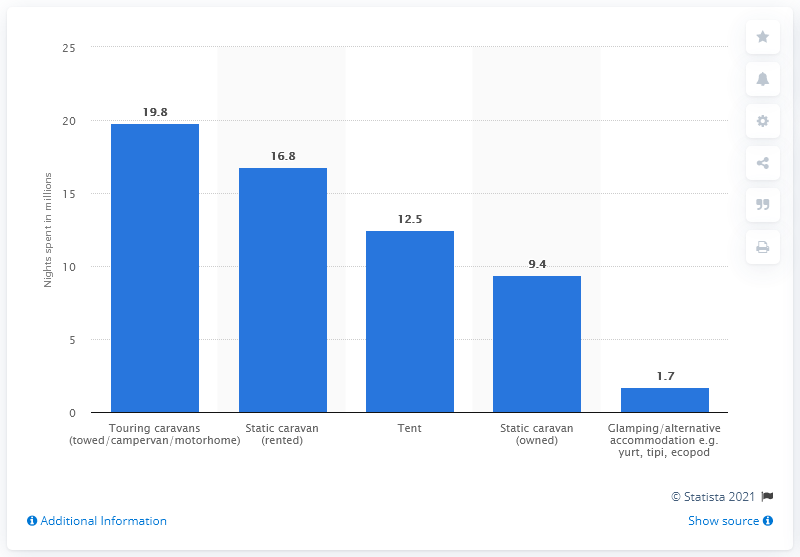 25
20
15
10
5
0
Nights spent in millions
19.8
16.8
12.5
9.4
1.7
Touring caravans
(towed/campervan/motorhome)
Static caravan
(rented)
Tent
Static caravan
(owned)
Glamping/alternative
accommodation e.g.
yurt, tipi, ecopod
© Statista 2021
Additional Information
Show source